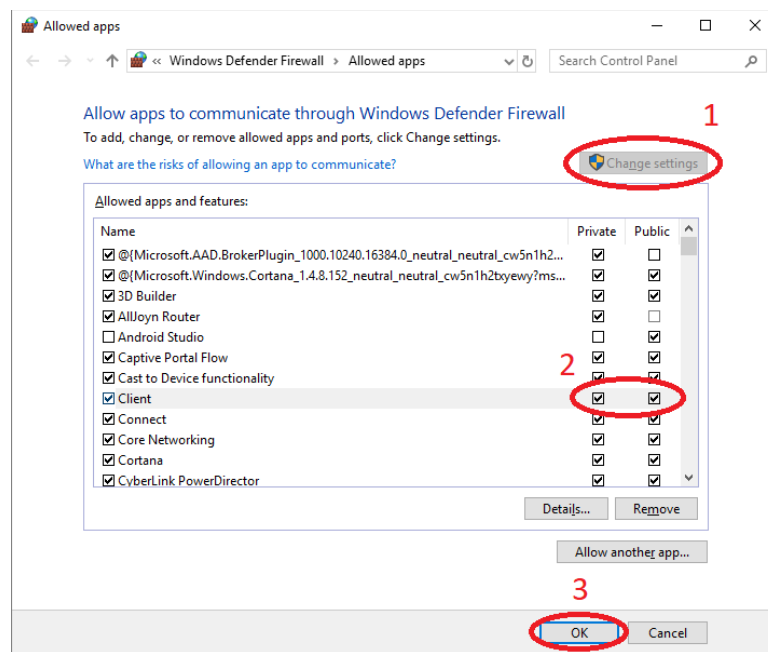 Allowed apps
« Windows Defender Firewall › Allowed apps
Search Control Panel
Allow apps to communicate through Windows Defender Firewall
1
To add, change, or remove allowed apps and ports, click Change settings.
What are the risks of allowing an app to communicate?
Change settings
Allowed apps and features:
Name Private Public
@{Microsoft.AAD.BrokerPlugin_1000.10240.16384.0_neutral_neutral_cw5n1h2...
@{Microsoft.Windows.Cortana_1.4.8.152_neutral_neutral_cw5n1h2txyewy?ms...
3D Builder
AllJoyn Router
Android Studio
Captive Portal Flow
2
Cast to Device functionality
Client
Connect
Core Networking
Cortana
CyberLink PowerDirector
Details... Remove
Allow another app...
3
OK Cancel